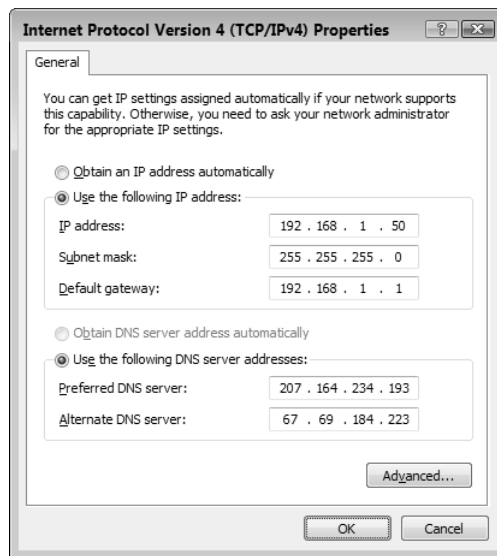 Internet Protocol Version 4 (TCP/IPv4) Properties
General
You can get IP settings assigned automatically if your network supports
this capability. Otherwise, you need to ask your network administrator
for the appropriate IP settings.
Obtain an IP address automatically
Use the following IP address:
IP address: 192 . 168 . 1 . 50
Subnet mask: 255 . 255 . 255 . 0
Default gateway: 192 . 168 . 1 . 1
Obtain DNS server address automatically
Use the following DNS server addresses:
Preferred DNS server: 207 . 164 . 234 . 193
Alternate DNS server: 67 . 69 . 184 . 223
Advanced...
OK Cancel